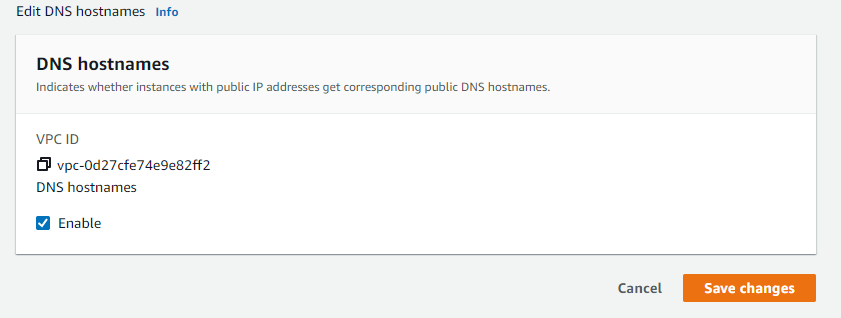 Edit DNS hostnames Info
DNS hostnames
Indicates whether instances with public IP addresses get corresponding public DNS hostnames.
VPC ID
vpc-0d27cfe74e9e82ff2
DNS hostnames
Enable
Cancel Save changes